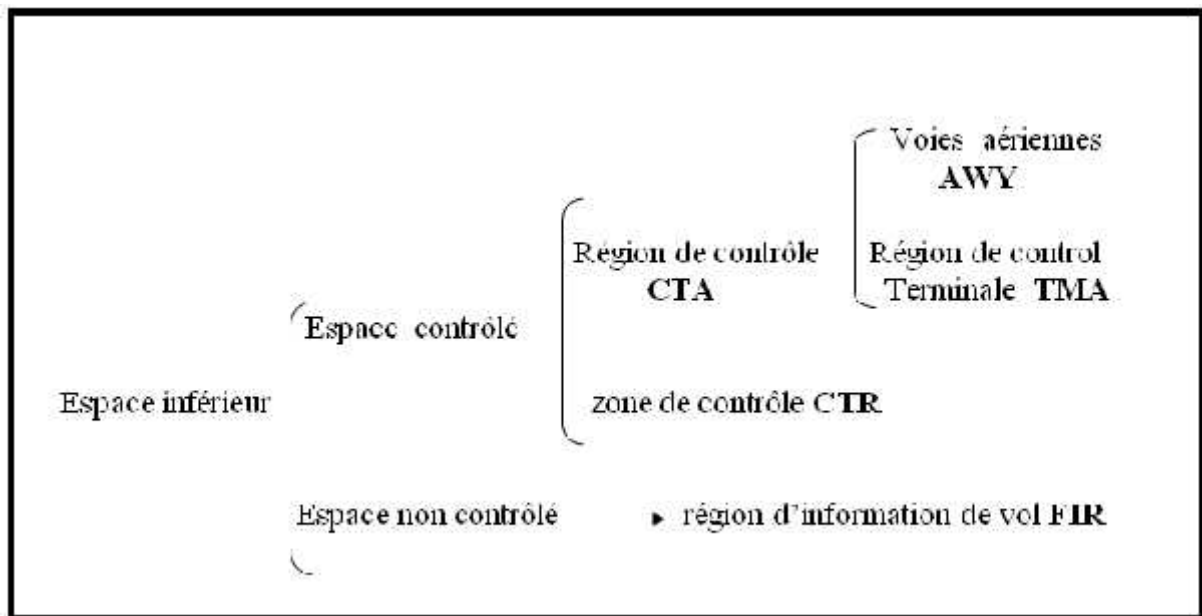 Voies aériennes
AWY
Région de contrôle
CTA
Région de control
Terminale TMA
Espace contrôlé
Espace inférieur
zone de contrôle CTR
Espace non contrôlé
région d’information de vol FIR